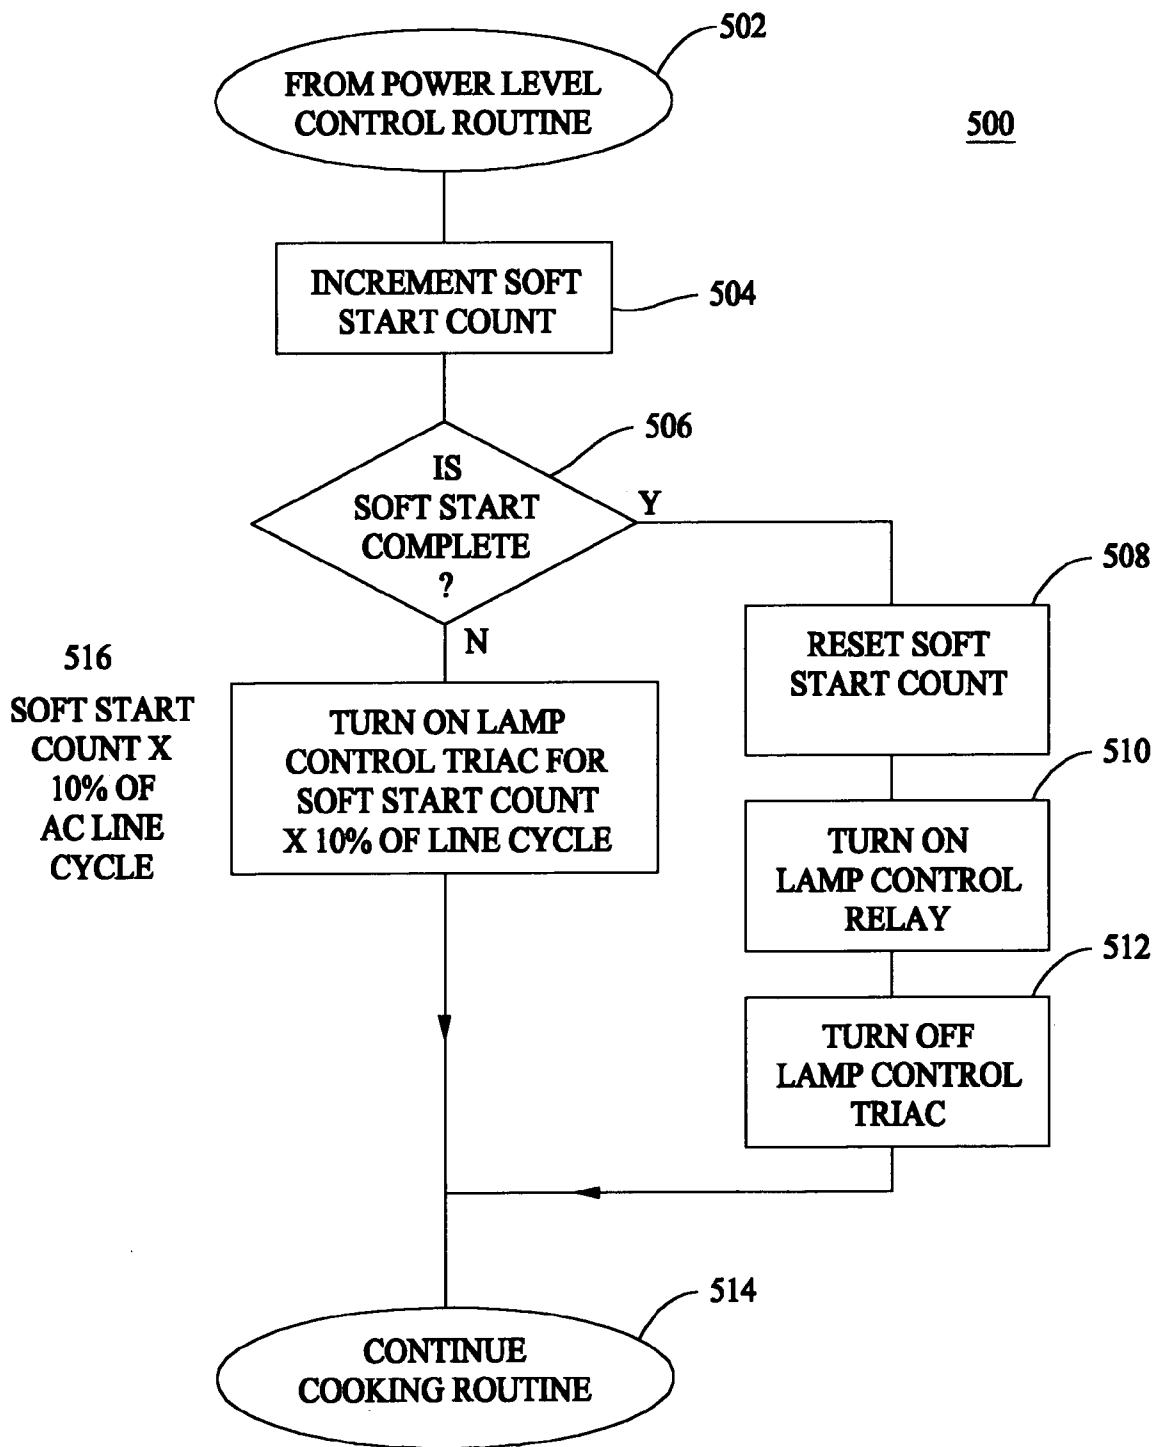 502
FROM POWER LEVEL
CONTROL ROUTINE
500
INCREMENT SOFT
START COUNT
504
506
IS
SOFT START
COMPLETE
?
Y
N
508
RESET SOFT
START COUNT
516
SOFT START
COUNT X
10% OF
AC LINE
CYCLE
TURN ON LAMP
CONTROL TRIAC FOR
SOFT START COUNT
X 10% OF LINE CYCLE
510
TURN ON
LAMP CONTROL
RELAY
512
TURN OFF
LAMP CONTROL
TRIAC
514
CONTINUE
COOKING ROUTINE